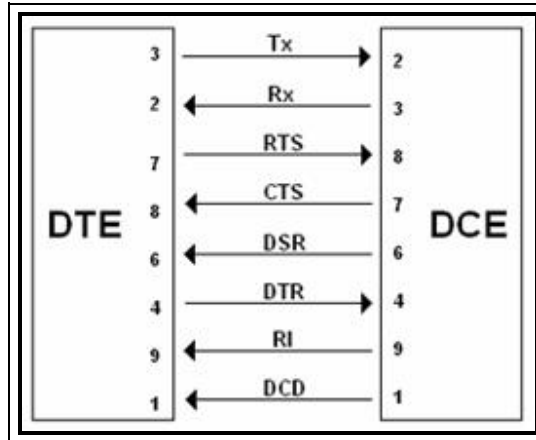 3 Tx 2
2 Rx 3
7 RTS 8
8 CTS 7
DTE DCE
6 DSR 6
4 DTR 4
9 RI 9
1 DCD 1